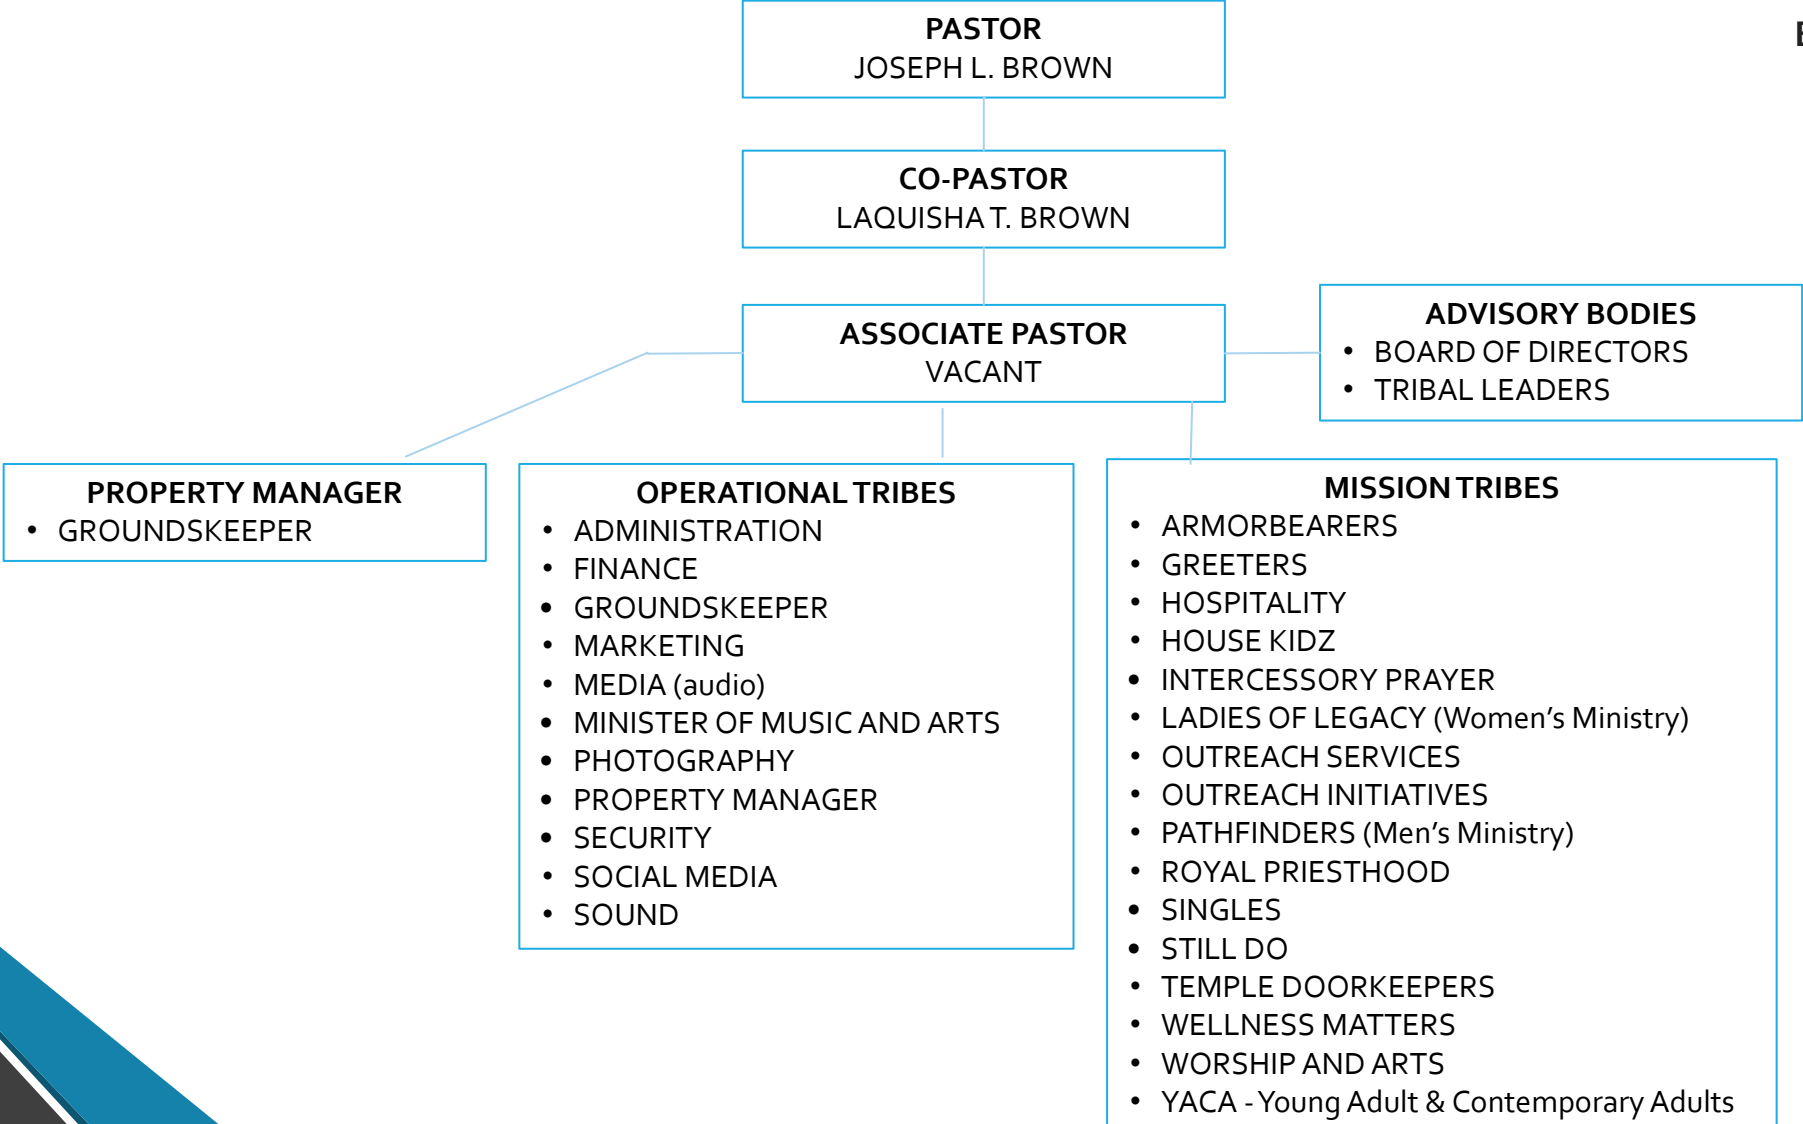 PASTOR
JOSEPH L. BROWN
CO-PASTOR
LAQUISHA T. BROWN
ASSOCIATE PASTOR
VACANT
ADVISORY BODIES
• BOARD OF DIRECTORS
• TRIBAL LEADERS
PROPERTY MANAGER
• GROUNDSKEEPER
OPERATIONAL TRIBES
• ADMINISTRATION
• FINANCE
• GROUNDSKEEPER
• MARKETING
• MEDIA (audio)
• MINISTER OF MUSIC AND ARTS
• PHOTOGRAPHY
• PROPERTY MANAGER
• SECURITY
• SOCIAL MEDIA
• SOUND
MISSION TRIBES
• ARMORBEARERS
• GREETERS
• HOSPITALITY
• HOUSE KIDZ
• INTERCESSORY PRAYER
• LADIES OF LEGACY (Women's Ministry)
• OUTREACH SERVICES
• OUTREACH INITIATIVES
• PATHFINDERS (Men's Ministry)
• ROYAL PRIESTHOOD
• SINGLES
• STILL DO
• TEMPLE DOORKEEPERS
• WELLNESS MATTERS
• WORSHIP AND ARTS
• YACA - Young Adult & Contemporary Adults